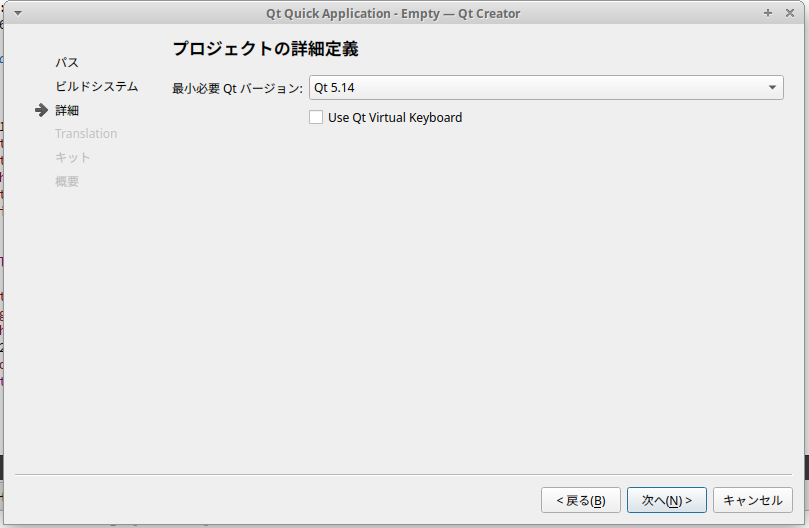 Qt Quick Application - Empty — Qt Creator
プロジェクトの詳細定義
パス
ビルドシステム
詳細
Translation
キット
概要
最小必要 Qt バージョン: Qt 5.14
Use Qt Virtual Keyboard
< 戻る(B)
次へ(N) >
キャンセル